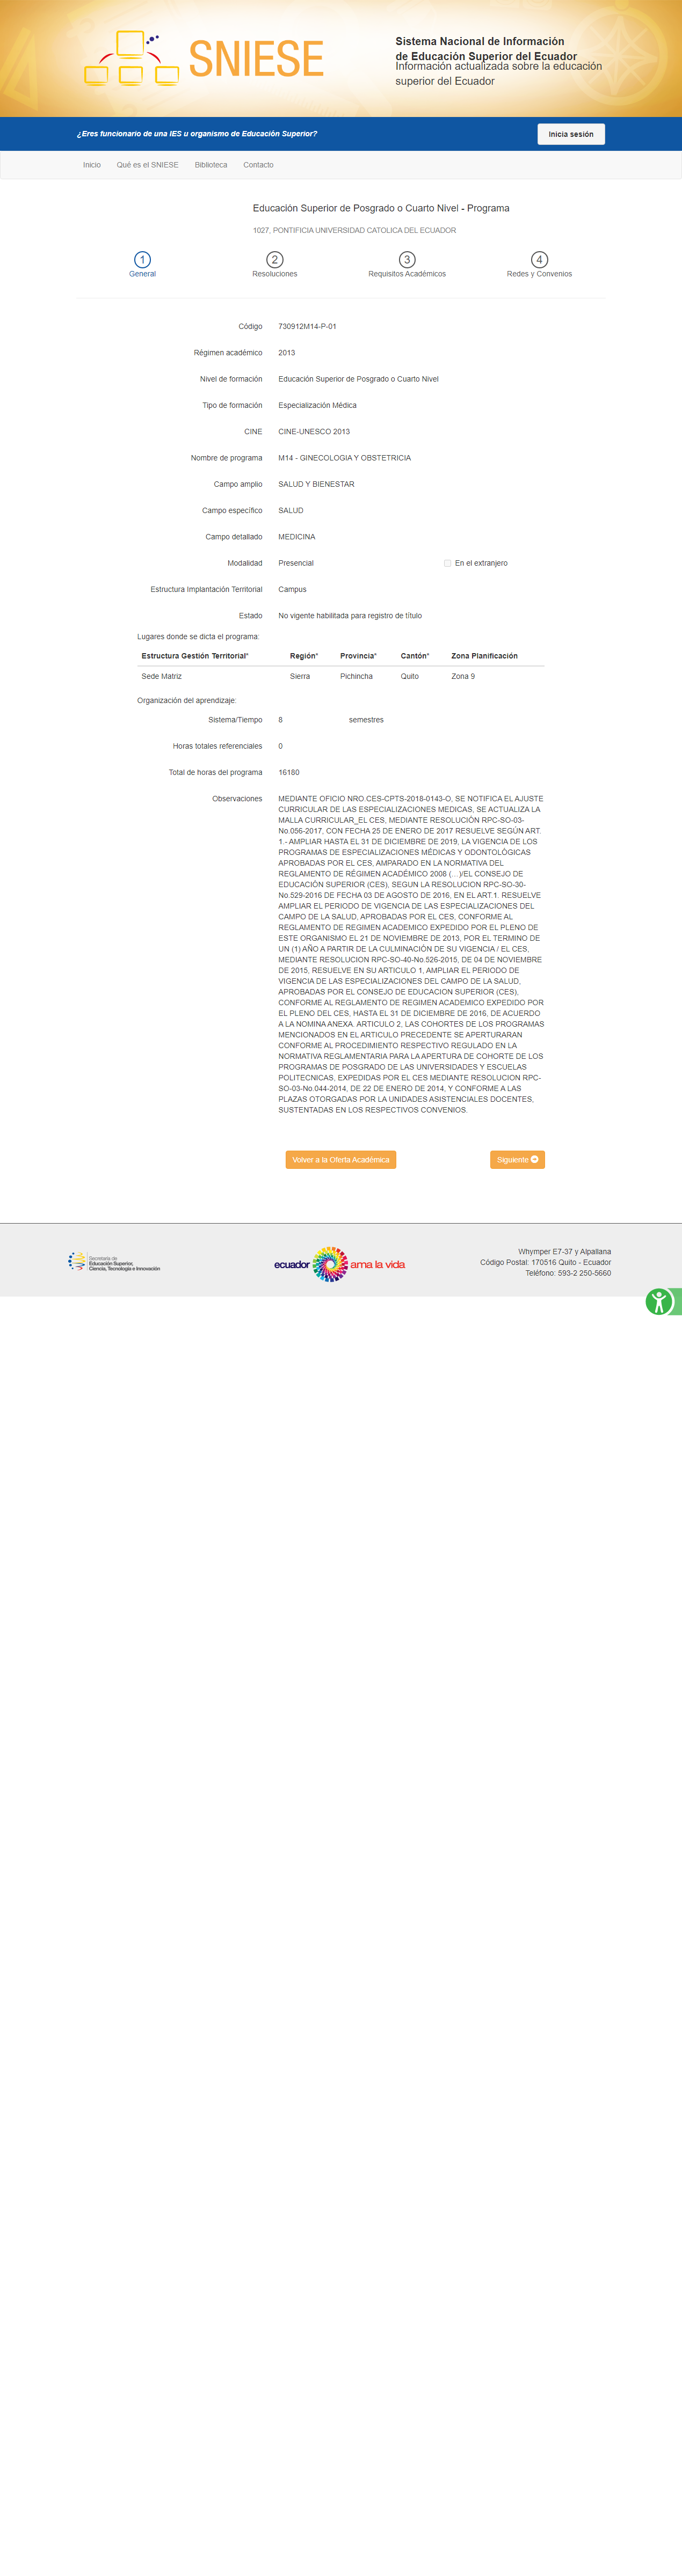 SNIESE
Sistema Nacional de Información
de Educación Superior del Ecuador
Información actualizada sobre la educación
superior del Ecuador
¿Eres funcionario de una IES u organismo de Educación Superior?
Inicia sesión
Inicio Qué es el SNIESE Biblioteca Contacto
Educación Superior de Posgrado o Cuarto Nivel - Programa
1027, PONTIFICIA UNIVERSIDAD CATOLICA DEL ECUADOR
1 2 3 4
General Resoluciones Requisitos Académicos Redes y Convenios
Código 730912M14-P-01
Régimen académico 2013
Nivel de formación Educación Superior de Posgrado o Cuarto Nivel
Tipo de formación Especialización Médica
CINE CINE-UNESCO 2013
Nombre de programa M14 - GINECOLOGIA Y OBSTETRICIA
Campo amplio SALUD Y BIENESTAR
Campo específico SALUD
Campo detallado MEDICINA
Modalidad Presencial En el extranjero
Estructura Implantación Territorial Campus
Estado No vigente habilitada para registro de título
Lugares donde se dicta el programa:
Estructura Gestión Territorial* Región* Provincia* Cantón* Zona Planificación
Sede Matriz Sierra Pichincha Quito Zona 9
Organización del aprendizaje:
Sistema/Tiempo 8 semestres
Horas totales referenciales 0
Total de horas del programa 16180
Observaciones MEDIANTE OFICIO NRO.CES-CPTS-2018-0143-O, SE NOTIFICA EL AJUSTE
CURRICULAR DE LAS ESPECIALIZACIONES MEDICAS, SE ACTUALIZA LA
MALLA CURRICULAR_EL CES, MEDIANTE RESOLUCIÓN RPC-SO-03-
No.056-2017, CON FECHA 25 DE ENERO DE 2017 RESUELVE SEGÚN ART.
1.- AMPLIAR HASTA EL 31 DE DICIEMBRE DE 2019, LA VIGENCIA DE LOS
PROGRAMAS DE ESPECIALIZACIONES MÉDICAS Y ODONTOLÓGICAS
APROBADAS POR EL CES, AMPARADO EN LA NORMATIVA DEL
REGLAMENTO DE RÉGIMEN ACADÉMICO 2008 (…)/EL CONSEJO DE
EDUCACIÓN SUPERIOR (CES), SEGUN LA RESOLUCION RPC-SO-30-
No.529-2016 DE FECHA 03 DE AGOSTO DE 2016, EN EL ART.1. RESUELVE
AMPLIAR EL PERIODO DE VIGENCIA DE LAS ESPECIALIZACIONES DEL
CAMPO DE LA SALUD, APROBADAS POR EL CES, CONFORME AL
REGLAMENTO DE REGIMEN ACADEMICO EXPEDIDO POR EL PLENO DE
ESTE ORGANISMO EL 21 DE NOVIEMBRE DE 2013, POR EL TERMINO DE
UN (1) AÑO A PARTIR DE LA CULMINACIÓN DE SU VIGENCIA / EL CES,
MEDIANTE RESOLUCION RPC-SO-40-No.526-2015, DE 04 DE NOVIEMBRE
DE 2015, RESUELVE EN SU ARTICULO 1, AMPLIAR EL PERIODO DE
VIGENCIA DE LAS ESPECIALIZACIONES DEL CAMPO DE LA SALUD,
APROBADAS POR EL CONSEJO DE EDUCACION SUPERIOR (CES),
CONFORME AL REGLAMENTO DE REGIMEN ACADEMICO EXPEDIDO POR
EL PLENO DEL CES, HASTA EL 31 DE DICIEMBRE DE 2016, DE ACUERDO
A LA NOMINA ANEXA. ARTICULO 2, LAS COHORTES DE LOS PROGRAMAS
MENCIONADOS EN EL ARTICULO PRECEDENTE SE APERTURARAN
CONFORME AL PROCEDIMIENTO RESPECTIVO REGULADO EN LA
NORMATIVA REGLAMENTARIA PARA LA APERTURA DE COHORTE DE LOS
PROGRAMAS DE POSGRADO DE LAS UNIVERSIDADES Y ESCUELAS
POLITECNICAS, EXPEDIDAS POR EL CES MEDIANTE RESOLUCION RPC-
SO-03-No.044-2014, DE 22 DE ENERO DE 2014, Y CONFORME A LAS
PLAZAS OTORGADAS POR LA UNIDADES ASISTENCIALES DOCENTES,
SUSTENTADAS EN LOS RESPECTIVOS CONVENIOS.
Volver a la Oferta Académica Siguiente
Secretaría de
Educación Superior,
Ciencia, Tecnología e Innovación
ecuador ama la vida
Whymper E7-37 y Alpallana
Código Postal: 170516 Quito - Ecuador
Teléfono: 593-2 250-5660